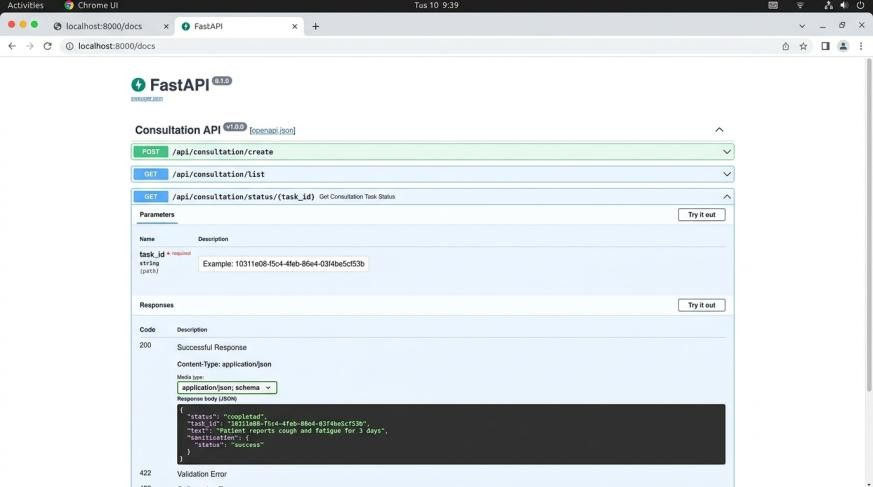 Activities Chrome UI Tus 10 9:39
localhost:8000/docs × FastAPI × +
localhost:8000/docs
FastAPI 0.1.0
Consultation API v1.0.0 [openapi.json]
POST /api/consultation/create
GET /api/consultation/list
GET /api/consultation/status/{task_id} Get Consultation Task Status
Parameters Try it out
Name Description
task_id * required
string
(path)
Example: 10311e08-f5c4-4feb-86e4-03f4be5cf53b
Responses Try it out
Code Description
200 Successful Response
Content-Type: application/json
Media type:
application/json; schema
Response body (JSON)
{
"status": "coopletad",
"task_id": "10311e08-f5c4-4feb-86e4-03f4be5cf53b",
"text": "Patient reports cough and fatigue for 3 days",
"sanitication": {
"status": "success"
}
}
422 Validation Error